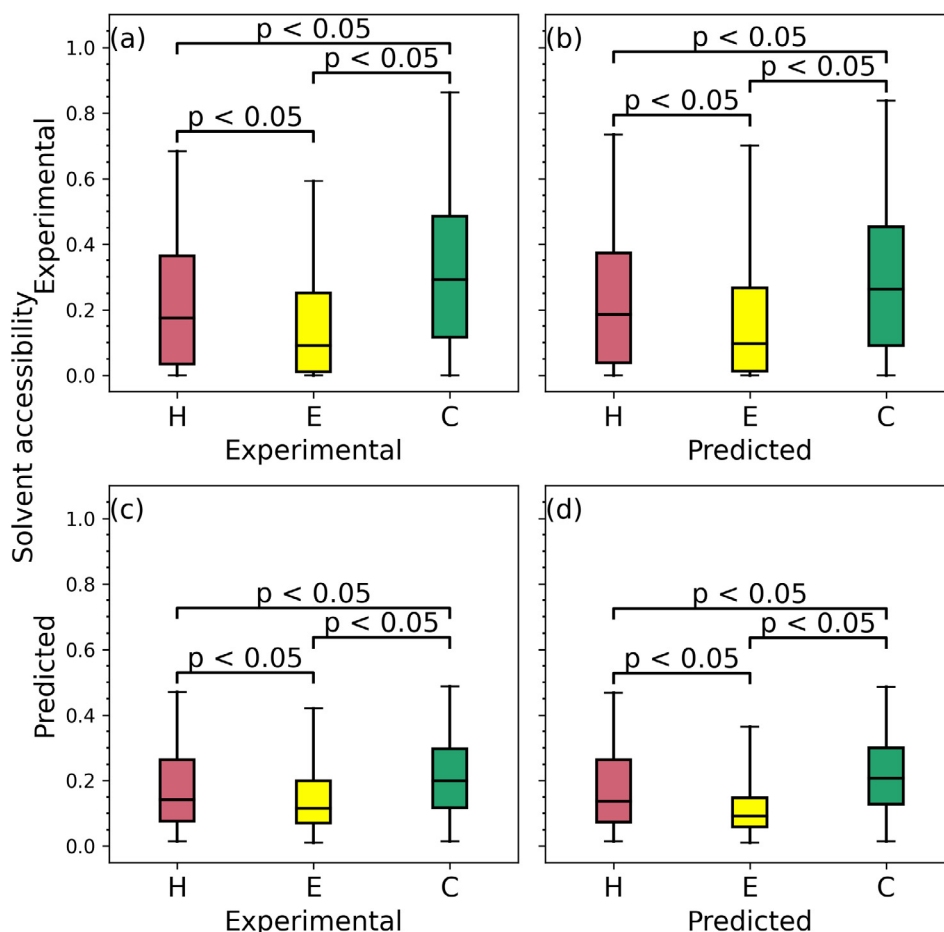 Solvent accessibility
(a)
p < 0.05
p < 0.05
p < 0.05
Experimental
1.0
0.8
0.6
0.4
0.2
0.0
H E C
Experimental
(b)
p < 0.05
p < 0.05
p < 0.05
H E C
Predicted
(c)
p < 0.05
p < 0.05
p < 0.05
Predicted
1.0
0.8
0.6
0.4
0.2
0.0
H E C
Experimental
(d)
p < 0.05
p < 0.05
p < 0.05
H E C
Predicted